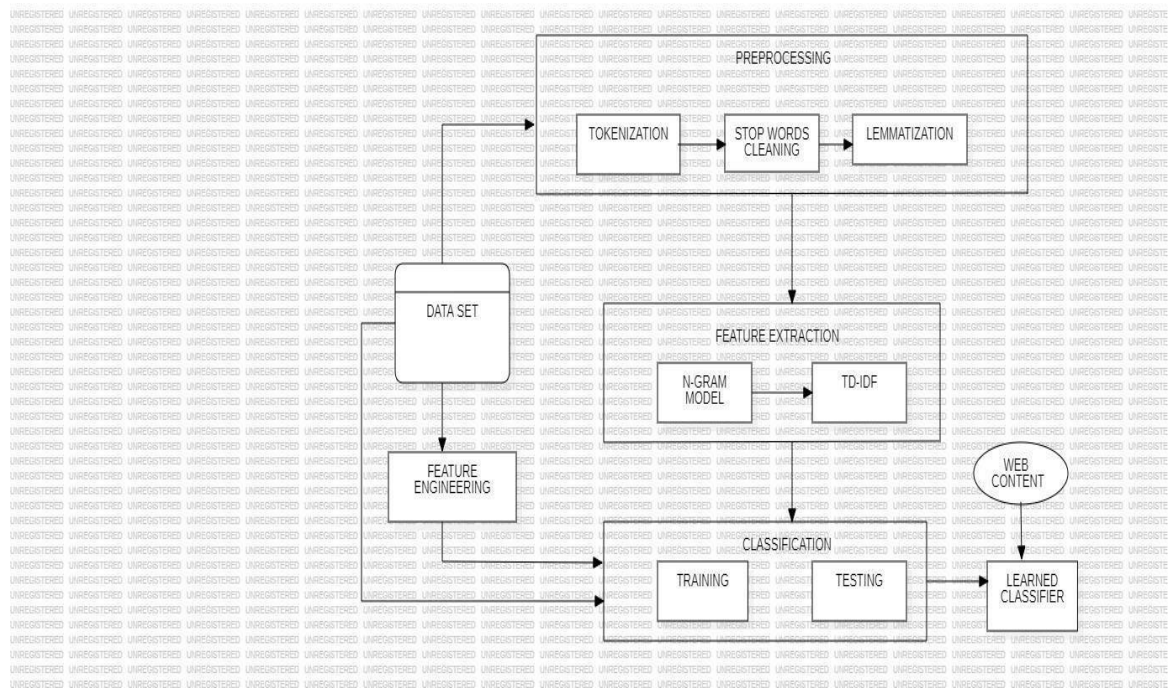 PREPROCESSING
TOKENIZATION
STOP WORDS
CLEANING
LEMMATIZATION
DATA SET
FEATURE EXTRACTION
N-GRAM
MODEL
TD-IDF
FEATURE
ENGINEERING
WEB
CONTENT
CLASSIFICATION
TRAINING
TESTING
LEARNED
CLASSIFIER
UNREGISTERED